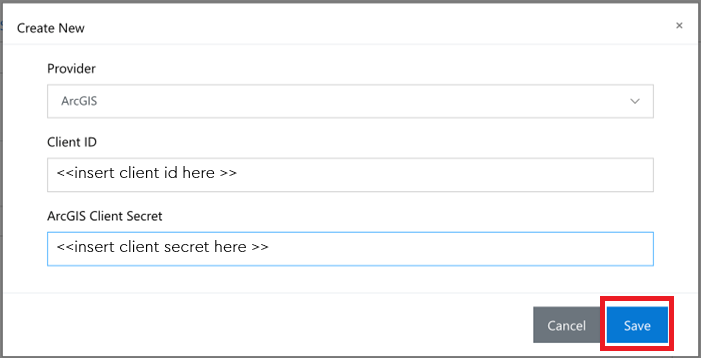 Create New
×
Provider
ArcGIS
Client ID
<<insert client id here >>
ArcGIS Client Secret
<<insert client secret here >>
Cancel
Save